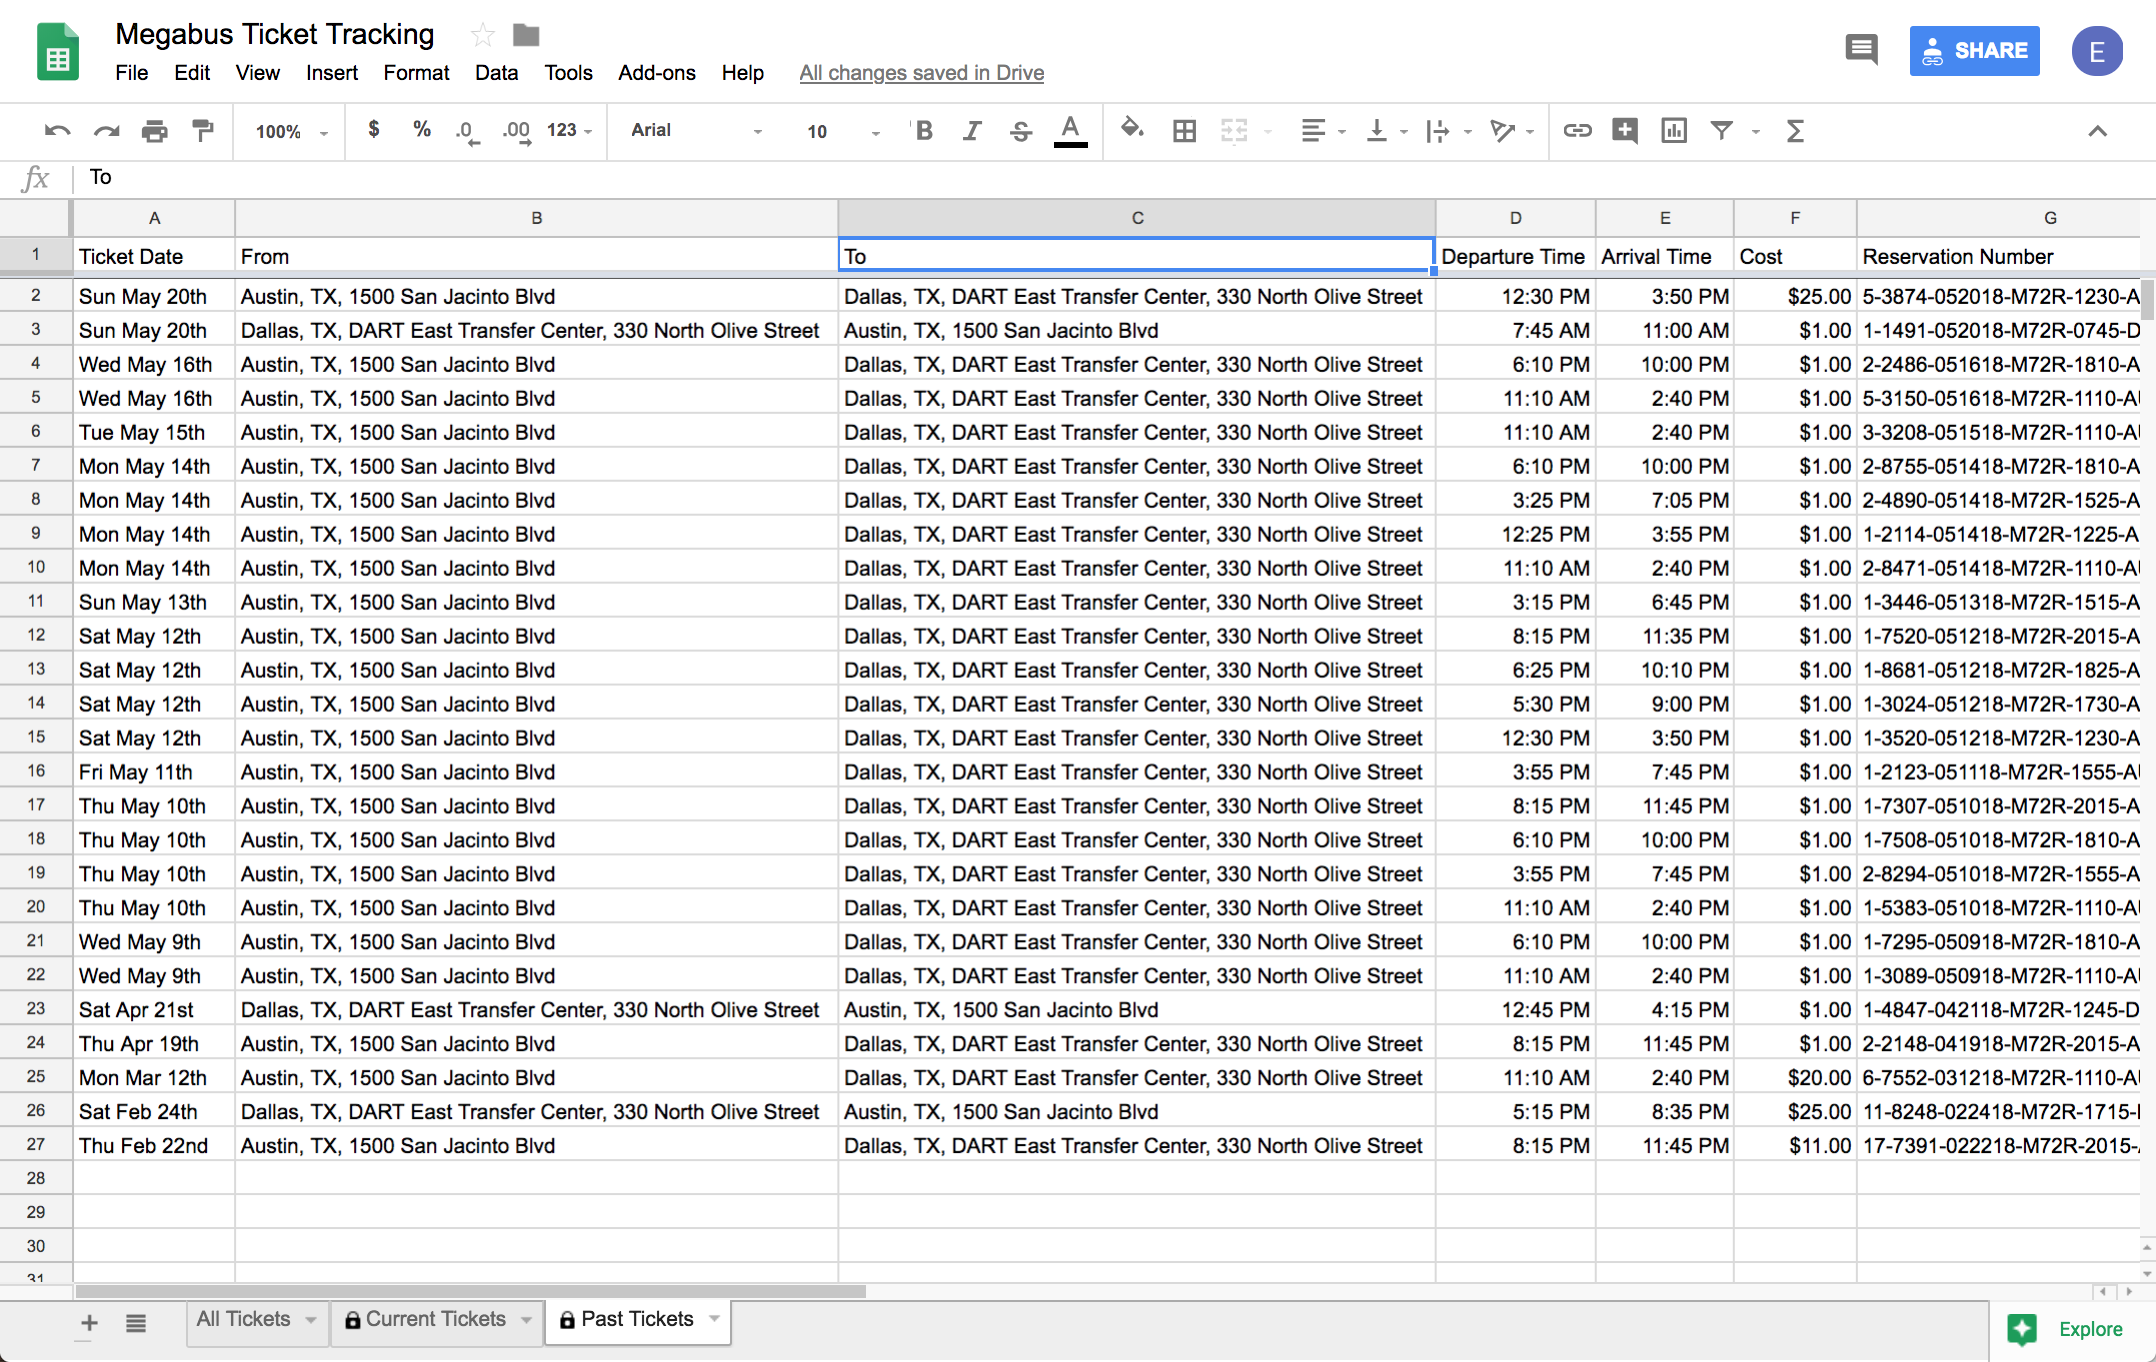 Megabus Ticket Tracking
File Edit View Insert Format Data Tools Add-ons Help All changes saved in Drive
SHARE
E
100% $ % .0 .00 123 Arial 10 B I S A
fx To
A B C D E F G
1 Ticket Date From To Departure Time Arrival Time Cost Reservation Number
2 Sun May 20th Austin, TX, 1500 San Jacinto Blvd Dallas, TX, DART East Transfer Center, 330 North Olive Street 12:30 PM 3:50 PM $25.00 5-3874-052018-M72R-1230-A
3 Sun May 20th Dallas, TX, DART East Transfer Center, 330 North Olive Street Austin, TX, 1500 San Jacinto Blvd 7:45 AM 11:00 AM $1.00 1-1491-052018-M72R-0745-D
4 Wed May 16th Austin, TX, 1500 San Jacinto Blvd Dallas, TX, DART East Transfer Center, 330 North Olive Street 6:10 PM 10:00 PM $1.00 2-2486-051618-M72R-1810-A
5 Wed May 16th Austin, TX, 1500 San Jacinto Blvd Dallas, TX, DART East Transfer Center, 330 North Olive Street 11:10 AM 2:40 PM $1.00 5-3150-051618-M72R-1110-A
6 Tue May 15th Austin, TX, 1500 San Jacinto Blvd Dallas, TX, DART East Transfer Center, 330 North Olive Street 11:10 AM 2:40 PM $1.00 3-3208-051518-M72R-1110-A
7 Mon May 14th Austin, TX, 1500 San Jacinto Blvd Dallas, TX, DART East Transfer Center, 330 North Olive Street 6:10 PM 10:00 PM $1.00 2-8755-051418-M72R-1810-A
8 Mon May 14th Austin, TX, 1500 San Jacinto Blvd Dallas, TX, DART East Transfer Center, 330 North Olive Street 3:25 PM 7:05 PM $1.00 2-4890-051418-M72R-1525-A
9 Mon May 14th Austin, TX, 1500 San Jacinto Blvd Dallas, TX, DART East Transfer Center, 330 North Olive Street 12:25 PM 3:55 PM $1.00 1-2114-051418-M72R-1225-A
10 Mon May 14th Austin, TX, 1500 San Jacinto Blvd Dallas, TX, DART East Transfer Center, 330 North Olive Street 11:10 AM 2:40 PM $1.00 2-8471-051418-M72R-1110-A
11 Sun May 13th Austin, TX, 1500 San Jacinto Blvd Dallas, TX, DART East Transfer Center, 330 North Olive Street 3:15 PM 6:45 PM $1.00 1-3446-051318-M72R-1515-A
12 Sat May 12th Austin, TX, 1500 San Jacinto Blvd Dallas, TX, DART East Transfer Center, 330 North Olive Street 8:15 PM 11:35 PM $1.00 1-7520-051218-M72R-2015-A
13 Sat May 12th Austin, TX, 1500 San Jacinto Blvd Dallas, TX, DART East Transfer Center, 330 North Olive Street 6:25 PM 10:10 PM $1.00 1-8681-051218-M72R-1825-A
14 Sat May 12th Austin, TX, 1500 San Jacinto Blvd Dallas, TX, DART East Transfer Center, 330 North Olive Street 5:30 PM 9:00 PM $1.00 1-3024-051218-M72R-1730-A
15 Sat May 12th Austin, TX, 1500 San Jacinto Blvd Dallas, TX, DART East Transfer Center, 330 North Olive Street 12:30 PM 3:50 PM $1.00 1-3520-051218-M72R-1230-A
16 Fri May 11th Austin, TX, 1500 San Jacinto Blvd Dallas, TX, DART East Transfer Center, 330 North Olive Street 3:55 PM 7:45 PM $1.00 1-2123-051118-M72R-1555-A
17 Thu May 10th Austin, TX, 1500 San Jacinto Blvd Dallas, TX, DART East Transfer Center, 330 North Olive Street 8:15 PM 11:45 PM $1.00 1-7307-051018-M72R-2015-A
18 Thu May 10th Austin, TX, 1500 San Jacinto Blvd Dallas, TX, DART East Transfer Center, 330 North Olive Street 6:10 PM 10:00 PM $1.00 1-7508-051018-M72R-1810-A
19 Thu May 10th Austin, TX, 1500 San Jacinto Blvd Dallas, TX, DART East Transfer Center, 330 North Olive Street 3:55 PM 7:45 PM $1.00 2-8294-051018-M72R-1555-A
20 Thu May 10th Austin, TX, 1500 San Jacinto Blvd Dallas, TX, DART East Transfer Center, 330 North Olive Street 11:10 AM 2:40 PM $1.00 1-5383-051018-M72R-1110-A
21 Wed May 9th Austin, TX, 1500 San Jacinto Blvd Dallas, TX, DART East Transfer Center, 330 North Olive Street 6:10 PM 10:00 PM $1.00 1-7295-050918-M72R-1810-A
22 Wed May 9th Austin, TX, 1500 San Jacinto Blvd Dallas, TX, DART East Transfer Center, 330 North Olive Street 11:10 AM 2:40 PM $1.00 1-3089-050918-M72R-1110-A
23 Sat Apr 21st Dallas, TX, DART East Transfer Center, 330 North Olive Street Austin, TX, 1500 San Jacinto Blvd 12:45 PM 4:15 PM $1.00 1-4847-042118-M72R-1245-D
24 Thu Apr 19th Austin, TX, 1500 San Jacinto Blvd Dallas, TX, DART East Transfer Center, 330 North Olive Street 8:15 PM 11:45 PM $1.00 2-2148-041918-M72R-2015-A
25 Mon Mar 12th Austin, TX, 1500 San Jacinto Blvd Dallas, TX, DART East Transfer Center, 330 North Olive Street 11:10 AM 2:40 PM $20.00 6-7552-031218-M72R-1110-A
26 Sat Feb 24th Dallas, TX, DART East Transfer Center, 330 North Olive Street Austin, TX, 1500 San Jacinto Blvd 5:15 PM 8:35 PM $25.00 11-8248-022418-M72R-1715-
27 Thu Feb 22nd Austin, TX, 1500 San Jacinto Blvd Dallas, TX, DART East Transfer Center, 330 North Olive Street 8:15 PM 11:45 PM $11.00 17-7391-022218-M72R-2015-
28
29
30
31
All Tickets Current Tickets Past Tickets Explore